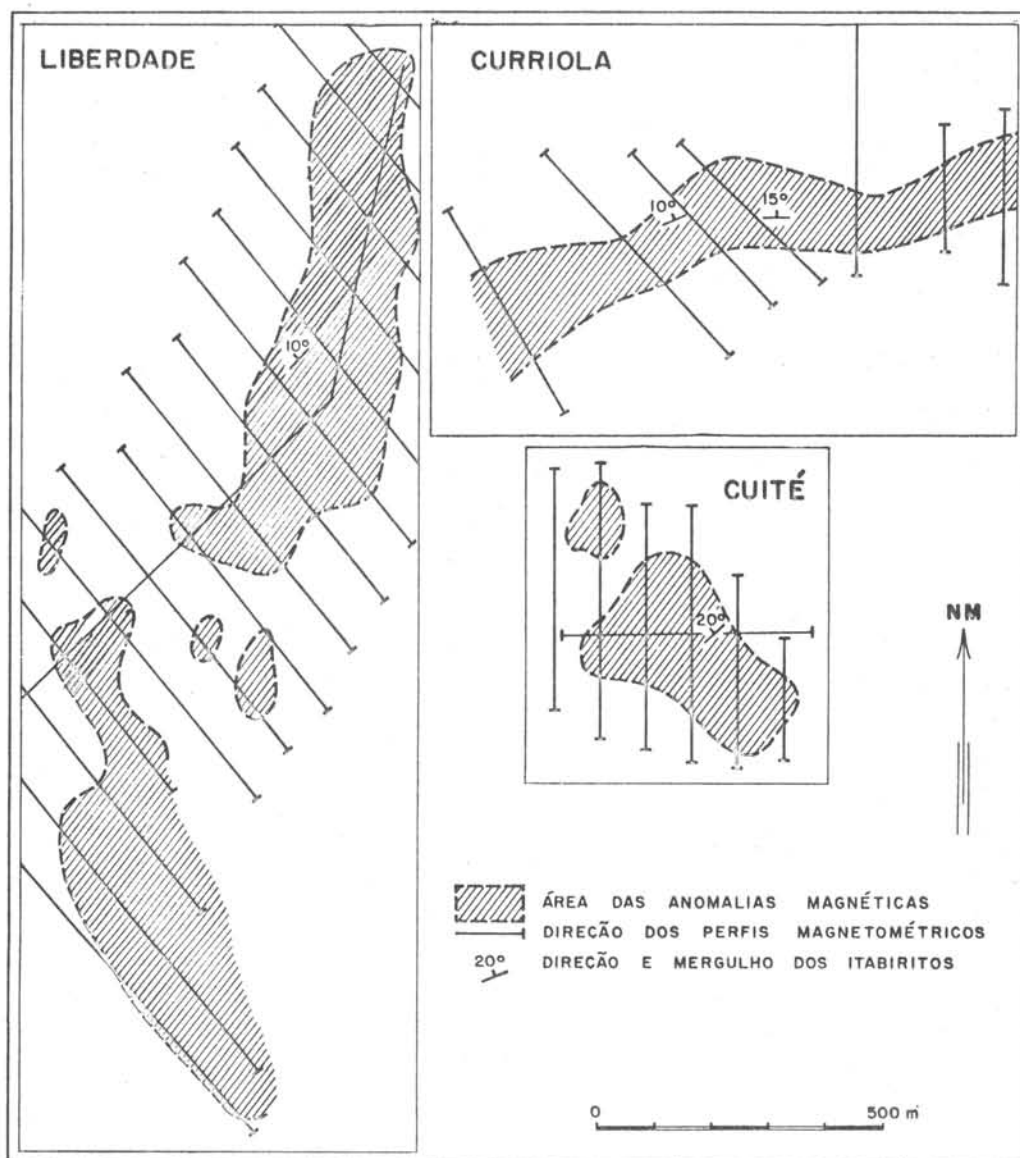 LIBERDADE
10°
CURRIOLA
10°
15°
CUITÉ
20°
NM
ÁREA DAS ANOMALIAS MAGNÉTICAS
DIREÇÃO DOS PERFIS MAGNETOMÉTRICOS
20° DIREÇÃO E MERGULHO DOS ITABIRITOS
0 500 m